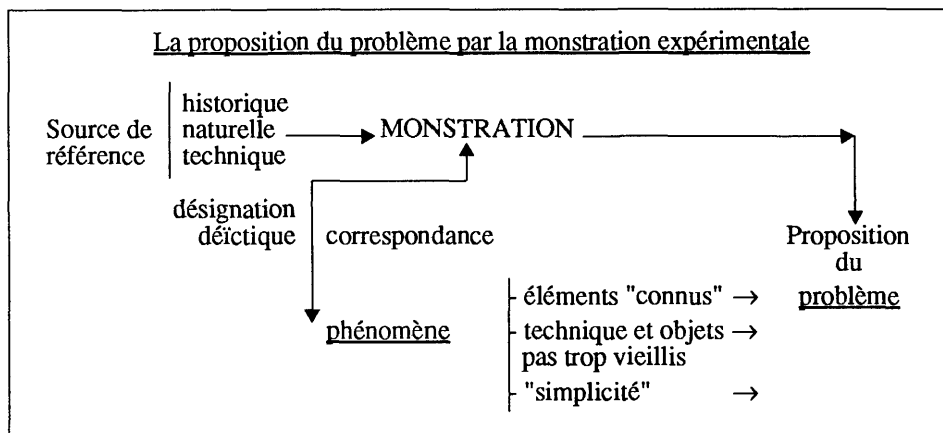 La proposition du problème par la monstration expérimentale
historique
Source de
naturelle
MONSTRATION
référence
technique
désignation
déïctique
correspondance
Proposition
du
problème
phénomène
éléments "connus" →
technique et objets →
pas trop vieillis
"simplicité" →